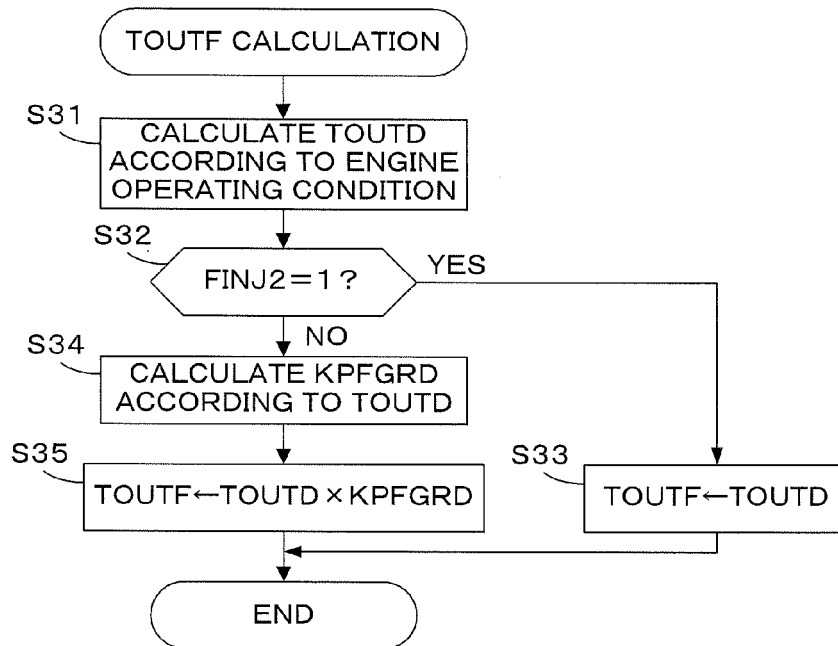 TOUTF CALCULATION
S31
CALCULATE TOUTD
ACCORDING TO ENGINE
OPERATING CONDITION
S32
FINJ2=1?
YES
NO
S34
CALCULATE KPFGRD
ACCORDING TO TOUTD
S35
TOUTF←TOUTD×KPFGRD
S33
TOUTF←TOUTD
END